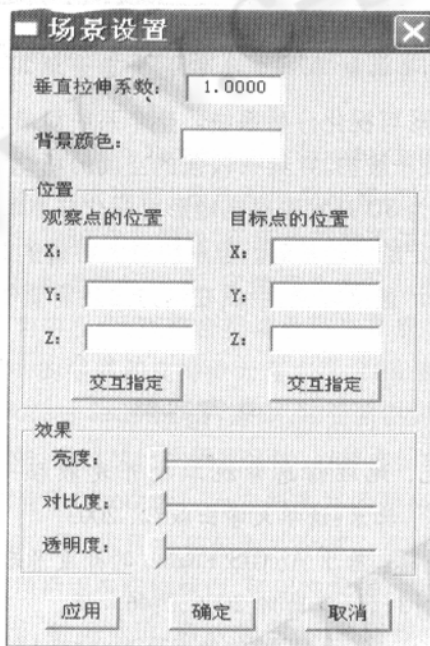 场景设置
垂直拉伸系数: 1.0000
背景颜色:
位置
观察点的位置 目标点的位置
X: X:
Y: Y:
Z: Z:
交互指定 交互指定
效果
亮度:
对比度:
透明度:
应用 确定 取消